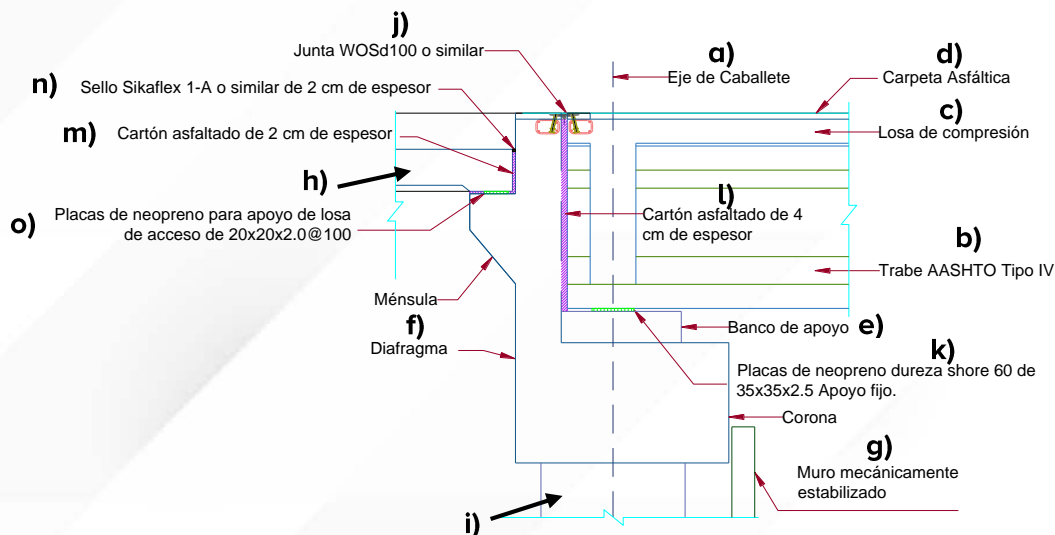 j)
Junta WOSd100 o similar
a)
Eje de Caballete
d)
Carpeta Asfáltica
n)
Sello Sikaflex 1-A o similar de 2 cm de espesor
c)
Losa de compresión
m)
Cartón asfaltado de 2 cm de espesor
h)
o)
Placas de neopreno para apoyo de losa
de acceso de 20x20x2.0@100
l)
Cartón asfaltado de 4
cm de espesor
b)
Trabe AASHTO Tipo IV
Ménsula
f)
Diafragma
Banco de apoyo
e)
k)
Placas de neopreno dureza shore 60 de
35x35x2.5 Apoyo fijo.
Corona
g)
Muro mecánicamente
estabilizado
i)